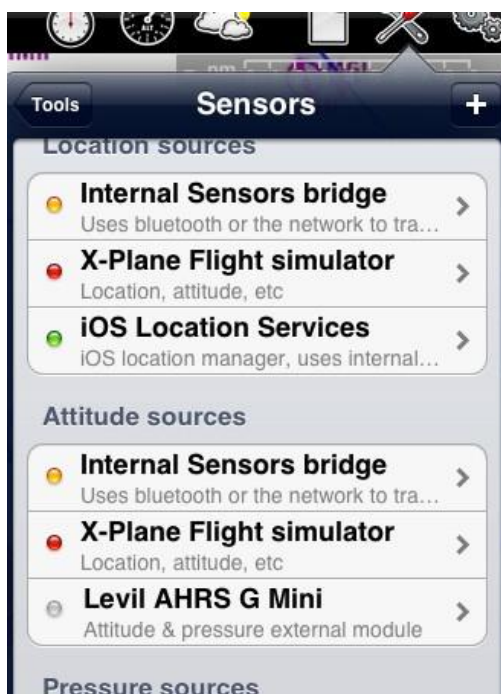 ALT
nm
Tools
Sensors
+
Location sources
Internal Sensors bridge
Uses bluetooth or the network to tra…
X-Plane Flight simulator
Location, attitude, etc
iOS Location Services
iOS location manager, uses internal…
Attitude sources
Internal Sensors bridge
Uses bluetooth or the network to tra…
X-Plane Flight simulator
Location, attitude, etc
Levil AHRS G Mini
Attitude & pressure external module
Pressure sources